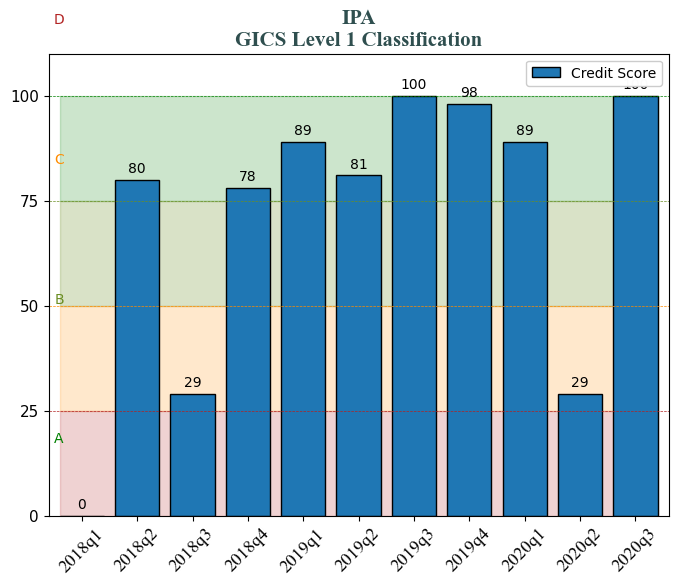 D
IPA
GICS Level 1 Classification
Credit Score
100
75
50
25
0
C
B
A
0
80
29
78
89
81
100
98
89
29
100
2018q1
2018q2
2018q3
2018q4
2019q1
2019q2
2019q3
2019q4
2020q1
2020q2
2020q3